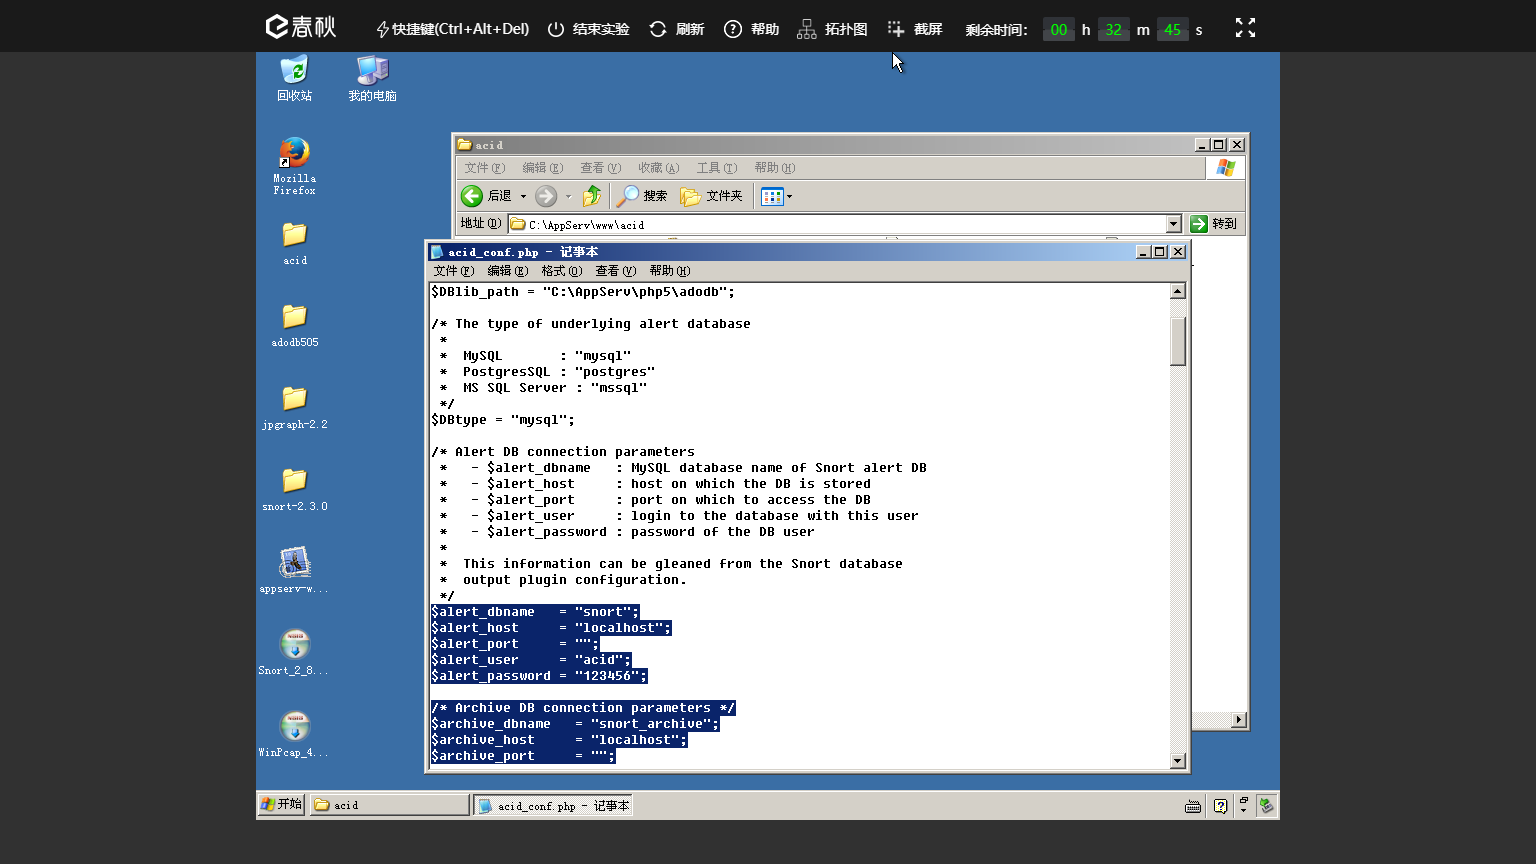 e春秋 快捷键(Ctrl+Alt+Del) 结束实验 刷新 帮助 拓扑图 截屏 剩余时间： 00 h 32 m 45 s
回收站
我的电脑
Mozilla
Firefox
acid
adodb505
jpgraph-2.2
snort-2.3.0
appserv-w...
Snort_2_8...
WinPcap_4...
acid
文件(F) 编辑(E) 查看(V) 收藏(A) 工具(T) 帮助(H)
后退 搜索 文件夹
地址(D) C:\AppServ\www\acid 转到
acid_conf.php - 记事本
文件(F) 编辑(E) 格式(O) 查看(V) 帮助(H)
$DBlib_path = "C:\AppServ\php5\adodb";
/* The type of underlying alert database
 *
 *  MySQL       : "mysql"
 *  PostgresSQL : "postgres"
 *  MS SQL Server : "mssql"
 */
$DBtype = "mysql";
/* Alert DB connection parameters
 *   - $alert_dbname   : MySQL database name of Snort alert DB
 *   - $alert_host     : host on which the DB is stored
 *   - $alert_port     : port on which to access the DB
 *   - $alert_user     : login to the database with this user
 *   - $alert_password : password of the DB user
 *
 *  This information can be gleaned from the Snort database
 *  output plugin configuration.
 */
$alert_dbname   = "snort";
$alert_host     = "localhost";
$alert_port     = "";
$alert_user     = "acid";
$alert_password = "123456";
/* Archive DB connection parameters */
$archive_dbname   = "snort_archive";
$archive_host     = "localhost";
$archive_port     = "";
开始 acid acid_conf.php - 记事本